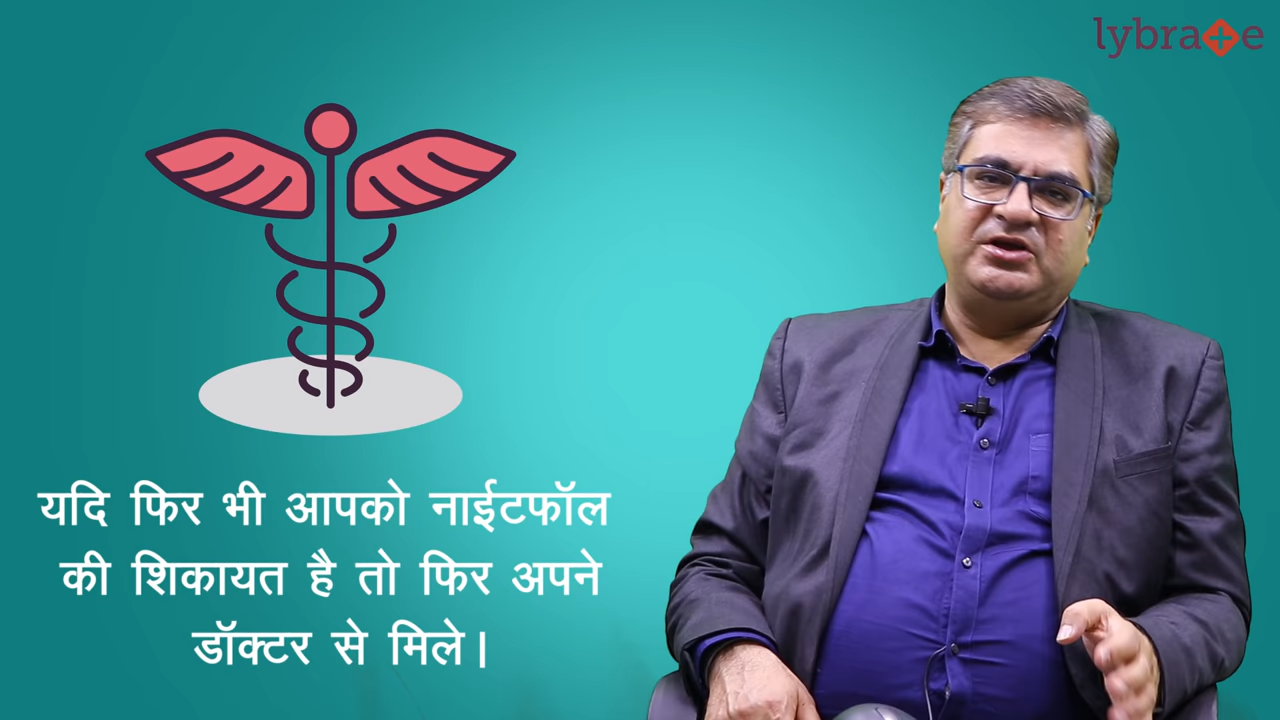 lybrate
यदि फिर भी आपको नाईटफॉल
की शिकायत है तो फिर अपने
डॉक्टर से मिले।